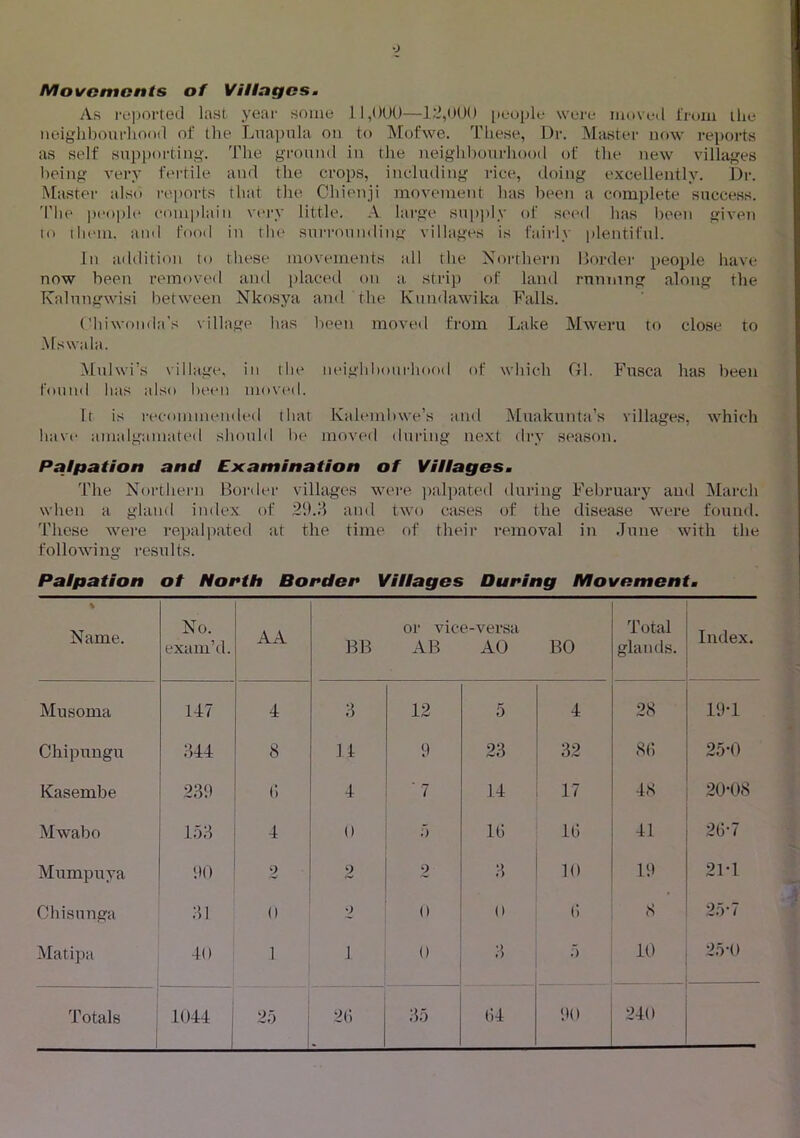 2
Movements of Villages.
As reported last year some 11,000—12,000 people were moved from the
neighbourhood of the Luapula on to Mofwe. These, Dr. Master now reports
as self supporting. The ground in the neighbourhood of the new villages
being very fertile and the crops, including rice, doing excellently. Dr.
Master also reports that the Chienji movement has been a complete success.
The people complain very little. A large supply of seed has been given
to them, and food in the surrounding villages is fairly plentiful.
In addition to these movements all the Northern Border people have
now been removed and placed on a strip of land running along the
Kalungwisi between Nkosya and the Kundawika Falls.
Chiwonda's village has been moved from Lake Mweru to close to
Mswala.
Mulwi's village, in the neighbourhood of which Gl. Fusca has been
found has also been moved.
It is recommended that Kalembwe's and Muakunta's villages, which
have amalgamated should be moved during next dry season.
Palpation and Examination of Villages.
The Northern Border villages were palpated during February and March
when a gland index of 29.3 and two cases of the disease were found.
These were repalpated at the time of their removal in June with the
following results.
Palpation of North Border Villages During Movement.
Name. No. exam'd. AA BB or vice-versa AB AO BO Total glands. Index.
Musoma 147 4 3 12 5 4 28 19·1
Chipungu 344 8 14 9 23 32 86 25·0
Kasembe 239 6 4 7 14 17 48 20·08
Mwabo 153 4 0 5 16 16 41 26·7
Mumpuya 90 2 2 2 3 10 19 21·1
Chisunga 31 0 2 0 0 6 8 25·7
Matipa 40 1 1 0 3 5 10 25·0
Totals 1044 25 26 35 64 90 240